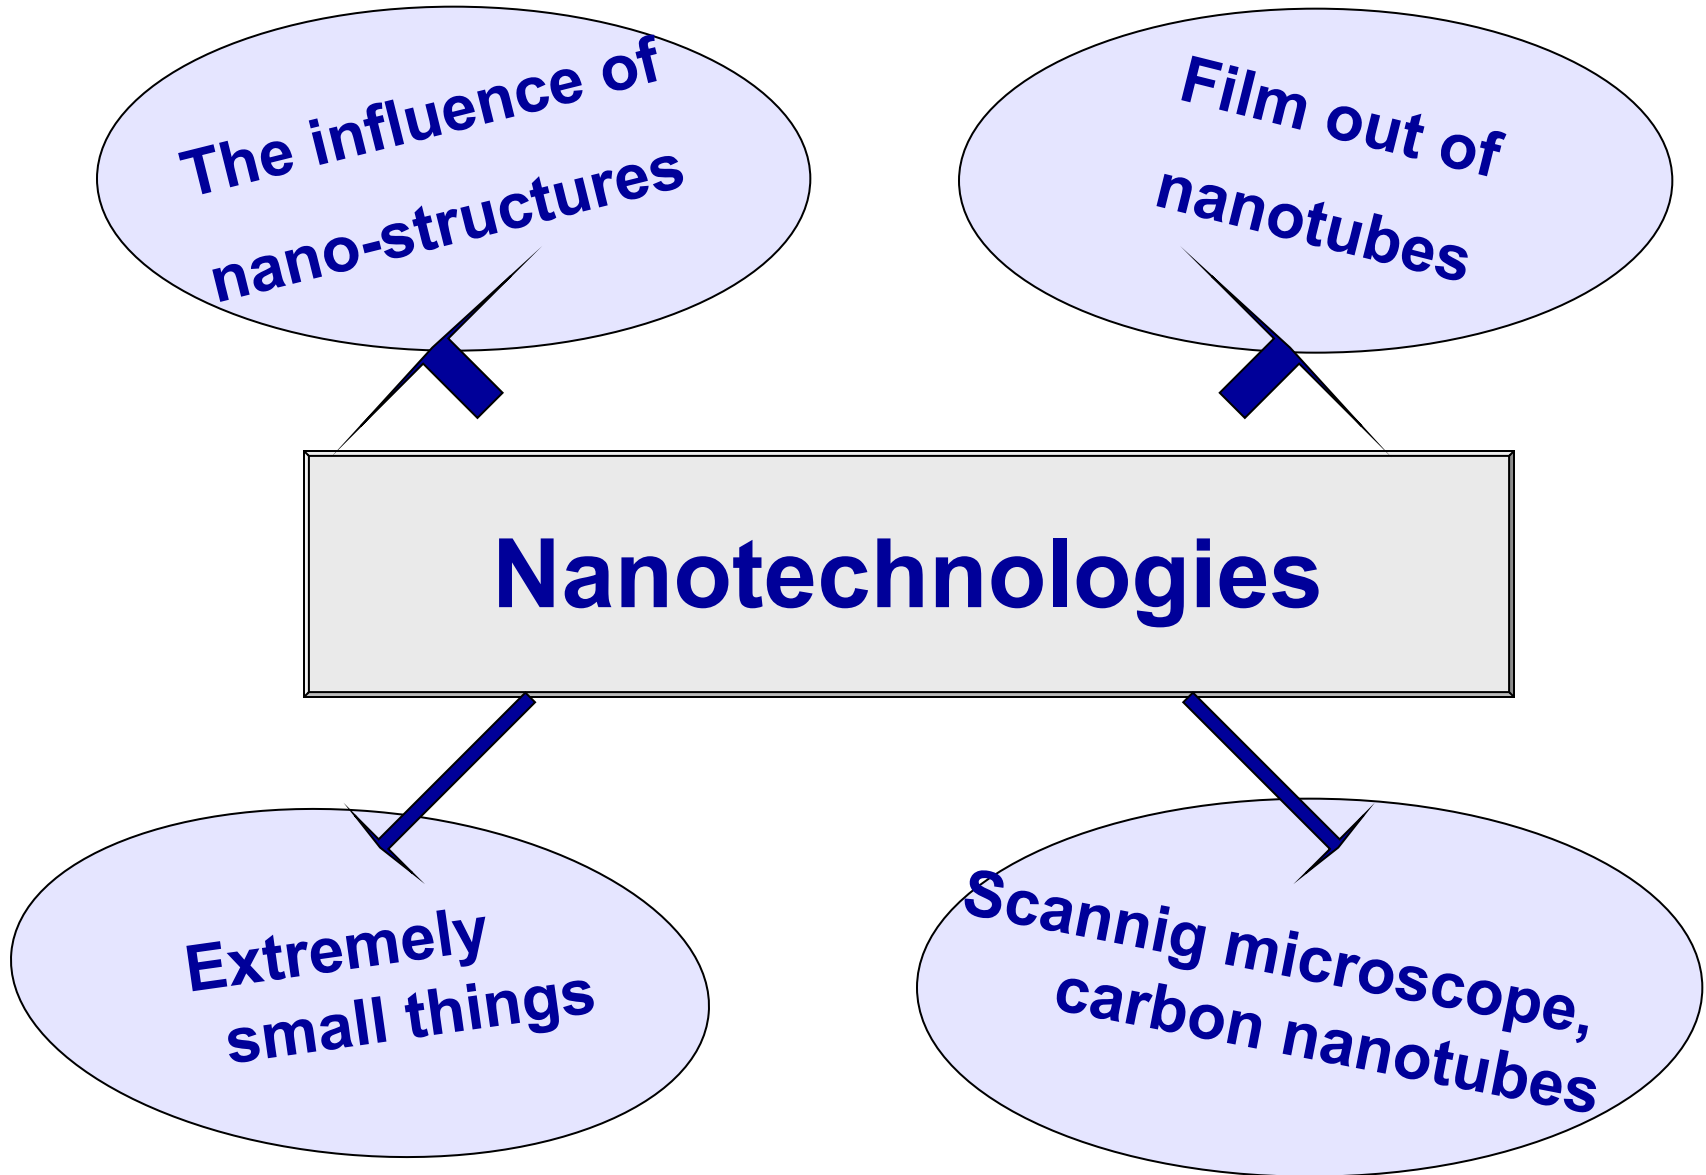 The influence of
nano-structures
Film out of
nanotubes
Nanotechnologies
Extremely
small things
Scannig microscope,
carbon nanotubes